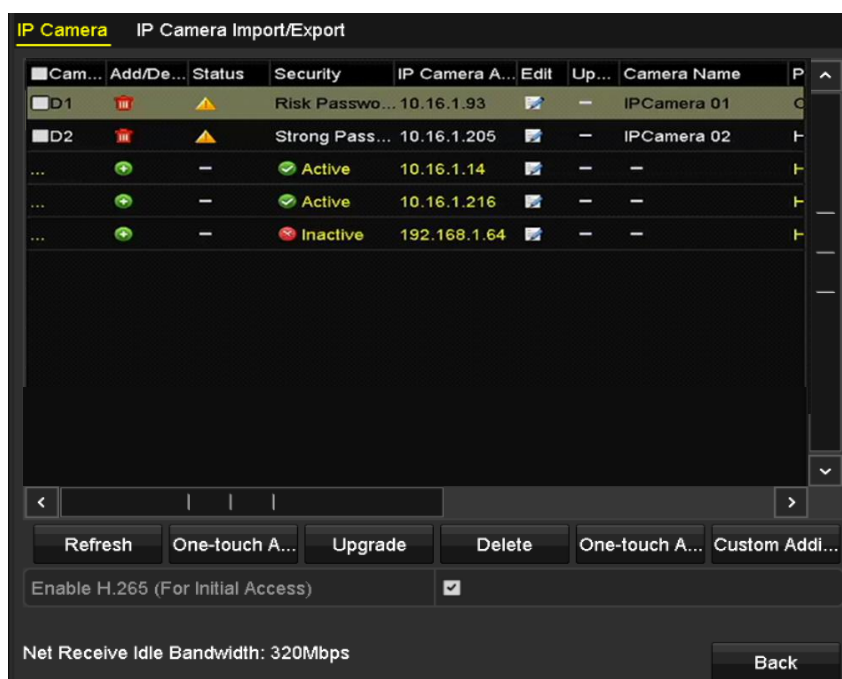 IP Camera IP Camera Import/Export
Cam... Add/De... Status Security IP Camera A... Edit Up... Camera Name P
D1 Risk Passwo... 10.16.1.93 – IPCamera 01
D2 Strong Pass... 10.16.1.205 – IPCamera 02
... – Active 10.16.1.14 – –
... – Active 10.16.1.216 – –
... – Inactive 192.168.1.64 – –
Refresh One-touch A... Upgrade Delete One-touch A... Custom Addi...
Enable H.265 (For Initial Access)
Net Receive Idle Bandwidth: 320Mbps
Back